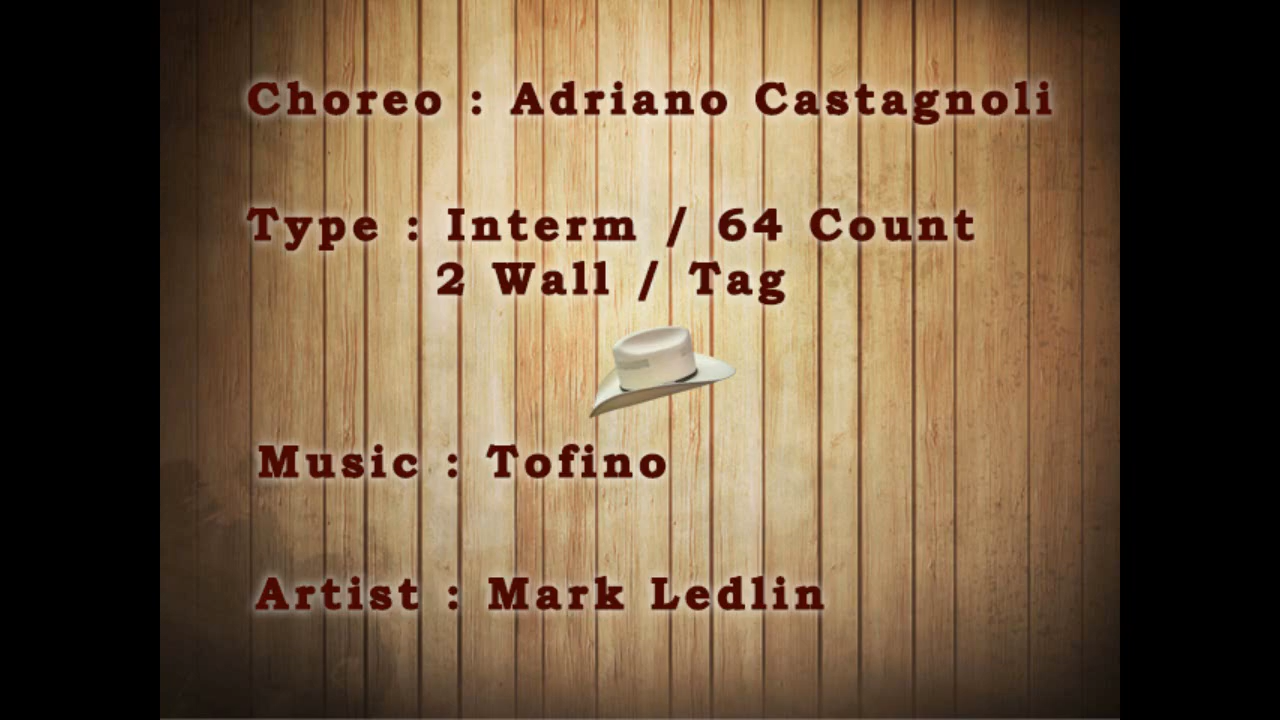 Choreo : Adriano Castagnoli
Type : Interm / 64 Count
2 Wall / Tag
Music : Tofino
Artist : Mark Ledlin